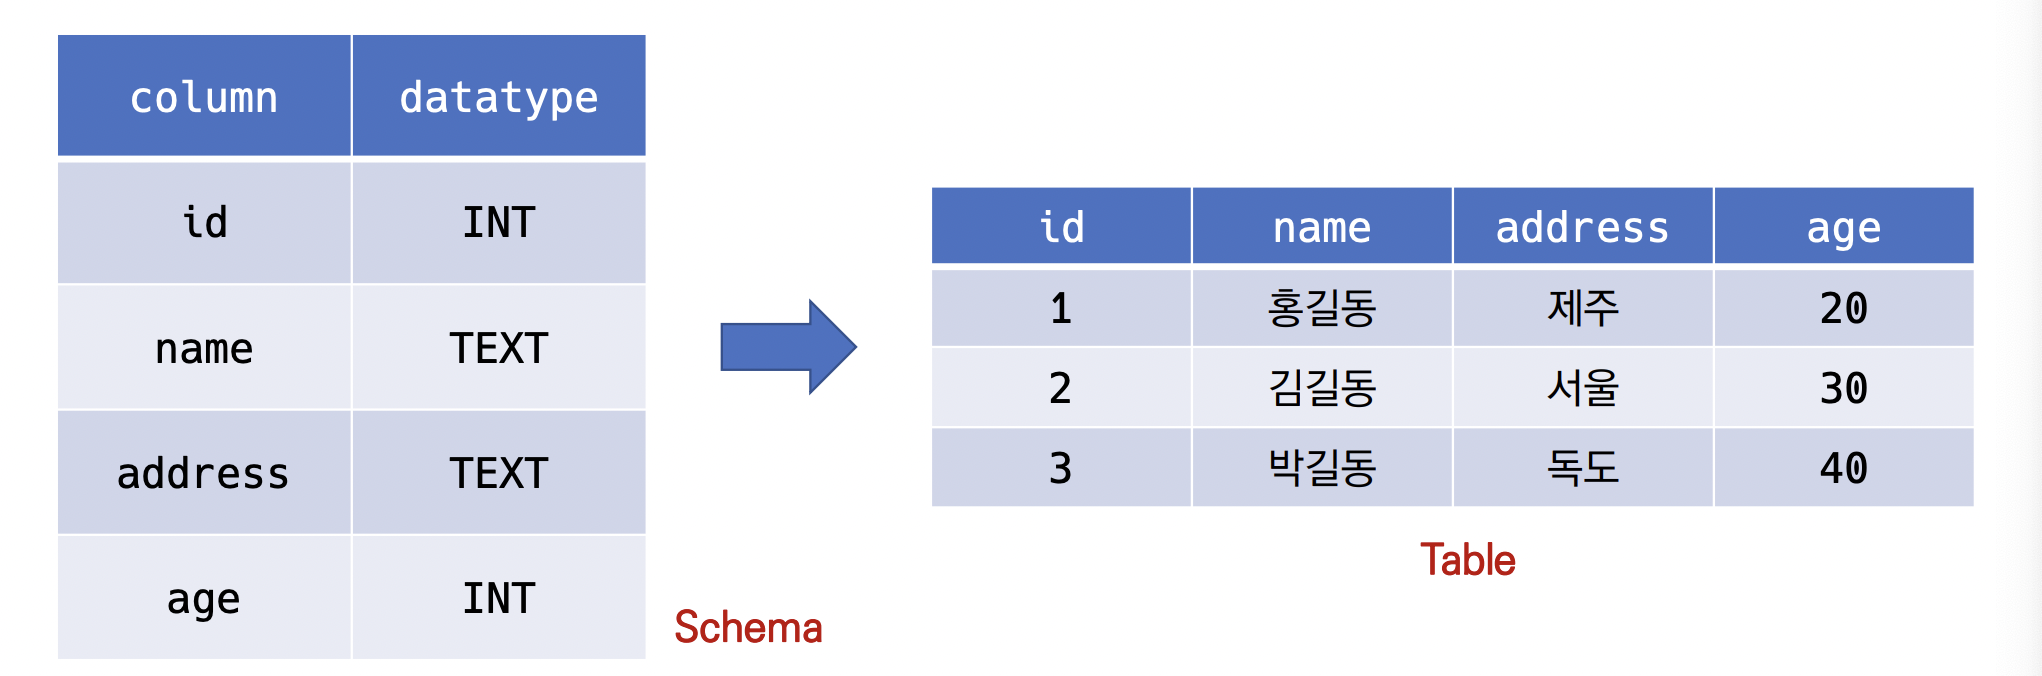 column datatype
id INT
name TEXT
address TEXT
age INT
Schema
id name address age
1 홍길동 제주 20
2 김길동 서울 30
3 박길동 독도 40
Table